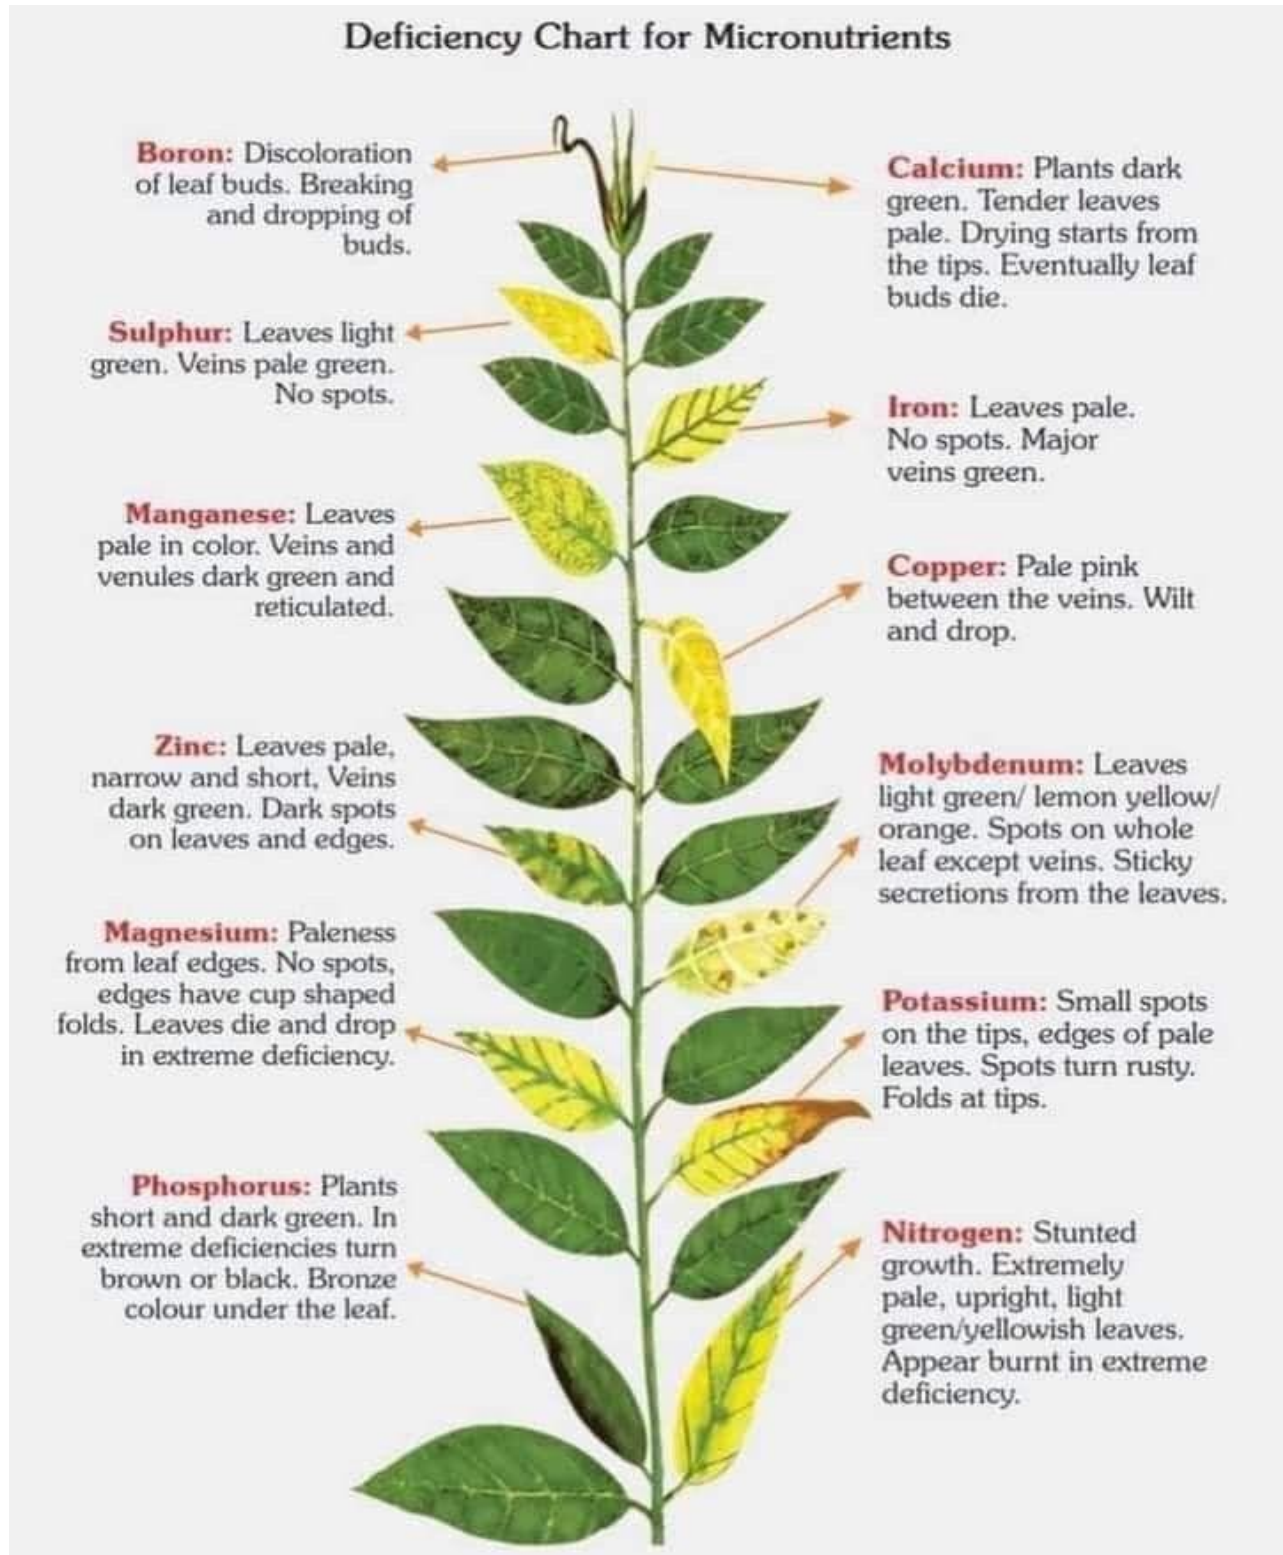 Deficiency Chart for Micronutrients
Boron: Discoloration
of leaf buds. Breaking
and dropping of
buds.
Calcium: Plants dark
green. Tender leaves
pale. Drying starts from
the tips. Eventually leaf
buds die.
Sulphur: Leaves light
green. Veins pale green.
No spots.
Iron: Leaves pale.
No spots. Major
veins green.
Manganese: Leaves
pale in color. Veins and
venules dark green and
reticulated.
Copper: Pale pink
between the veins. Wilt
and drop.
Zinc: Leaves pale,
narrow and short, Veins
dark green. Dark spots
on leaves and edges.
Molybdenum: Leaves
light green/ lemon yellow/
orange. Spots on whole
leaf except veins. Sticky
secretions from the leaves.
Magnesium: Paleness
from leaf edges. No spots,
edges have cup shaped
folds. Leaves die and drop
in extreme deficiency.
Potassium: Small spots
on the tips, edges of pale
leaves. Spots turn rusty.
Folds at tips.
Phosphorus: Plants
short and dark green. In
extreme deficiencies turn
brown or black. Bronze
colour under the leaf.
Nitrogen: Stunted
growth. Extremely
pale, upright, light
green/yellowish leaves.
Appear burnt in extreme
deficiency.